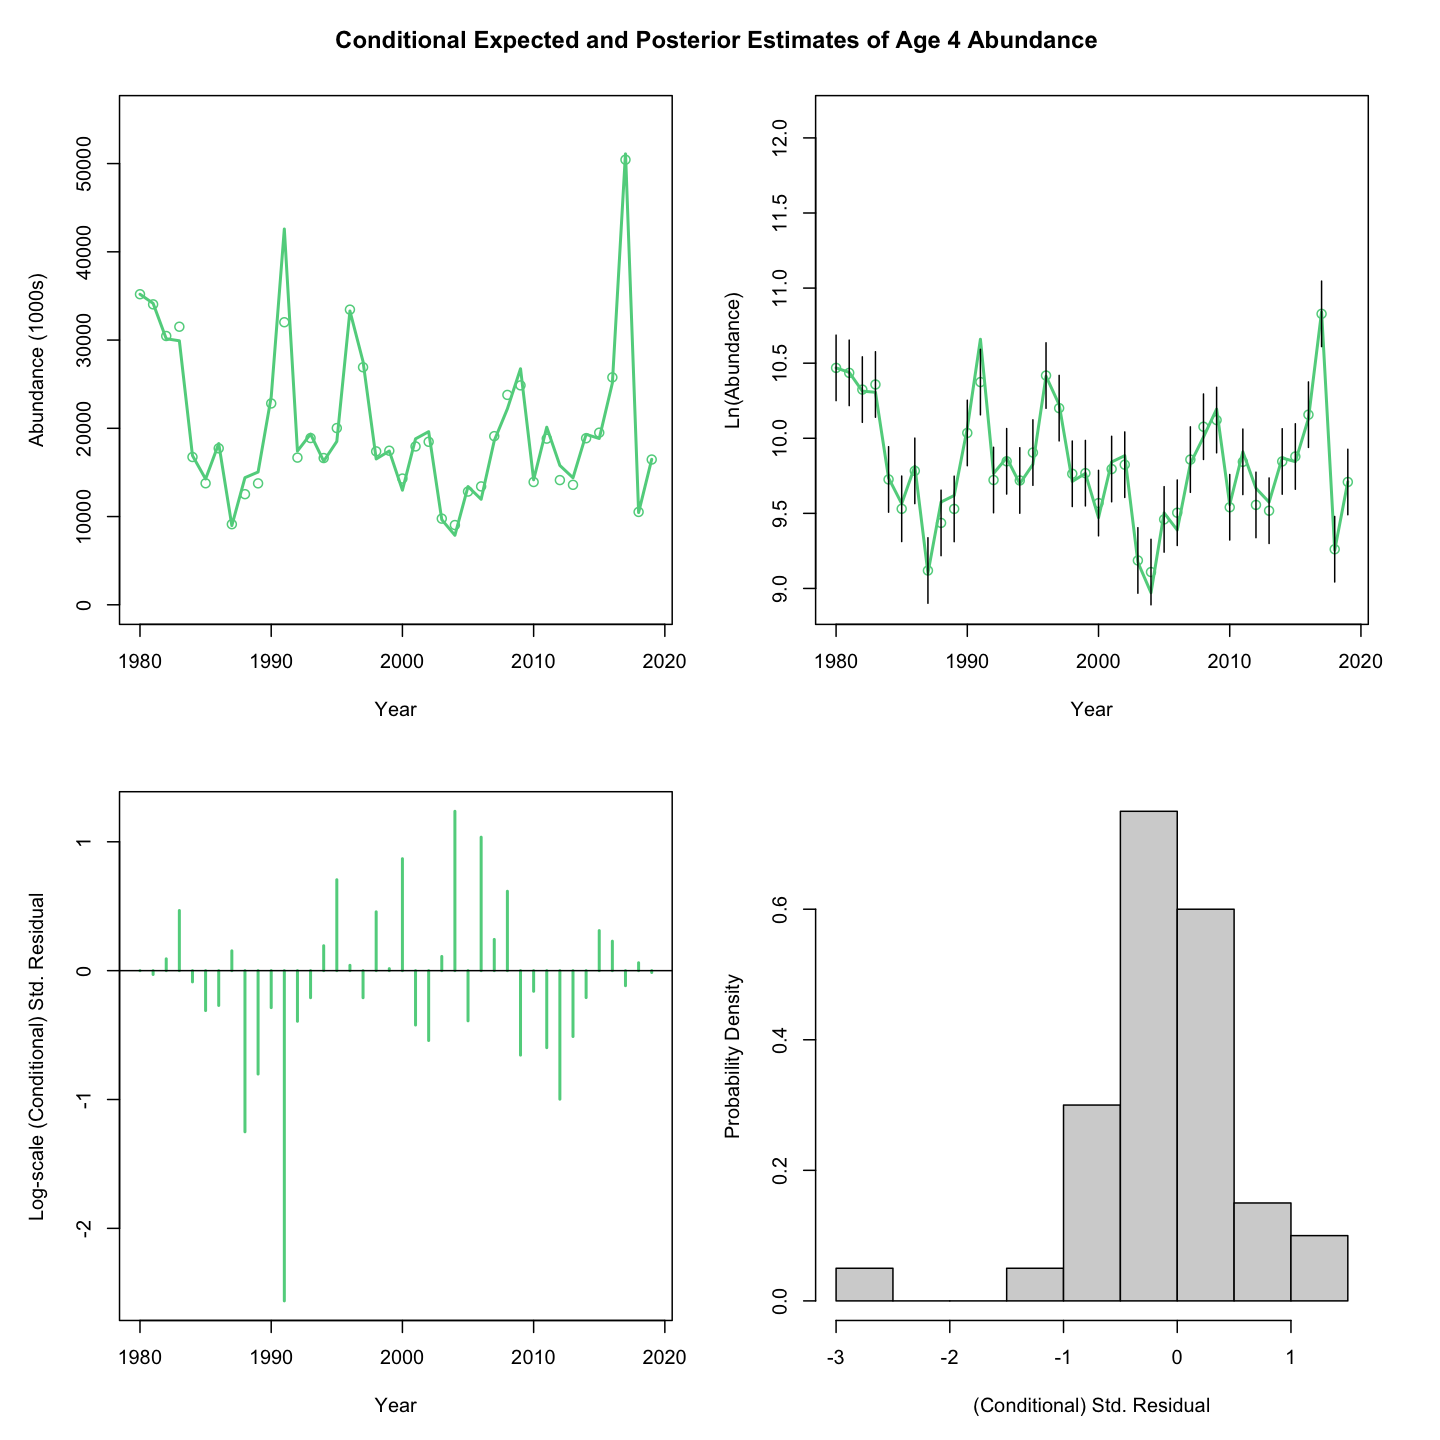 Conditional Expected and Posterior Estimates of Age 4 Abundance
Abundance (1000s)
50000
40000
30000
20000
10000
0
1980 1990 2000 2010 2020
Year
Ln(Abundance)
12.0
11.5
11.0
10.5
10.0
9.5
9.0
1980 1990 2000 2010 2020
Year
Log-scale (Conditional) Std. Residual
1
0
-1
-2
1980 1990 2000 2010 2020
Year
Probability Density
0.6
0.4
0.2
0.0
-3 -2 -1 0 1
(Conditional) Std. Residual